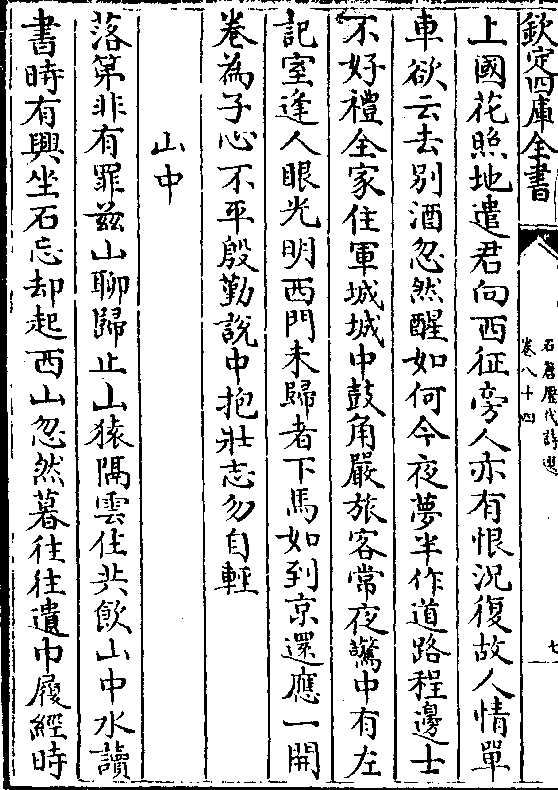 欽定四庫全書
石倉歷代詩選
卷八十四
七
上國花照地遣君向西征旁人亦有恨況復故人情單
車欲云去別酒忽然醒如何今夜夢半作道路程邊士
不好禮全家住軍城城中鼓角嚴旅客常夜驚中有左
記室逢人眼光明西門未歸者下馬如到京還應一開
卷為子心不平殷勤說中抱壯志勿自輕
山中
落第非有罪兹山聊歸止山猿隔雲住共飲山中水讀
書時有興坐石忘却起西山忽然暮往往遺巾履經時